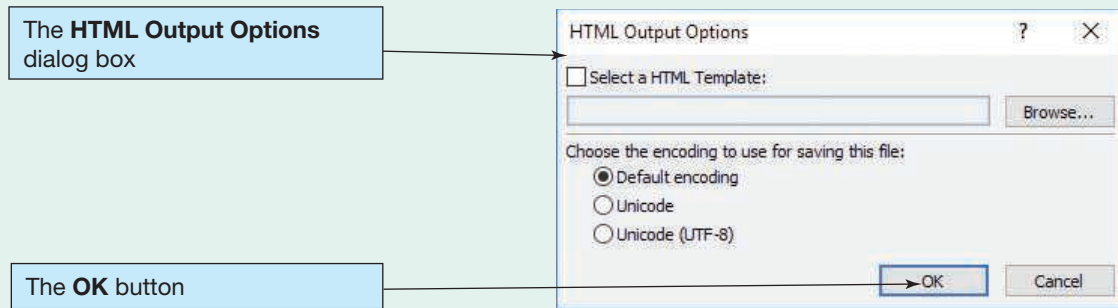 The HTML Output Options
dialog box
HTML Output Options ? X
Select a HTML Template:
Browse...
Choose the encoding to use for saving this file:
Default encoding
Unicode
Unicode (UTF-8)
The OK button
OK Cancel